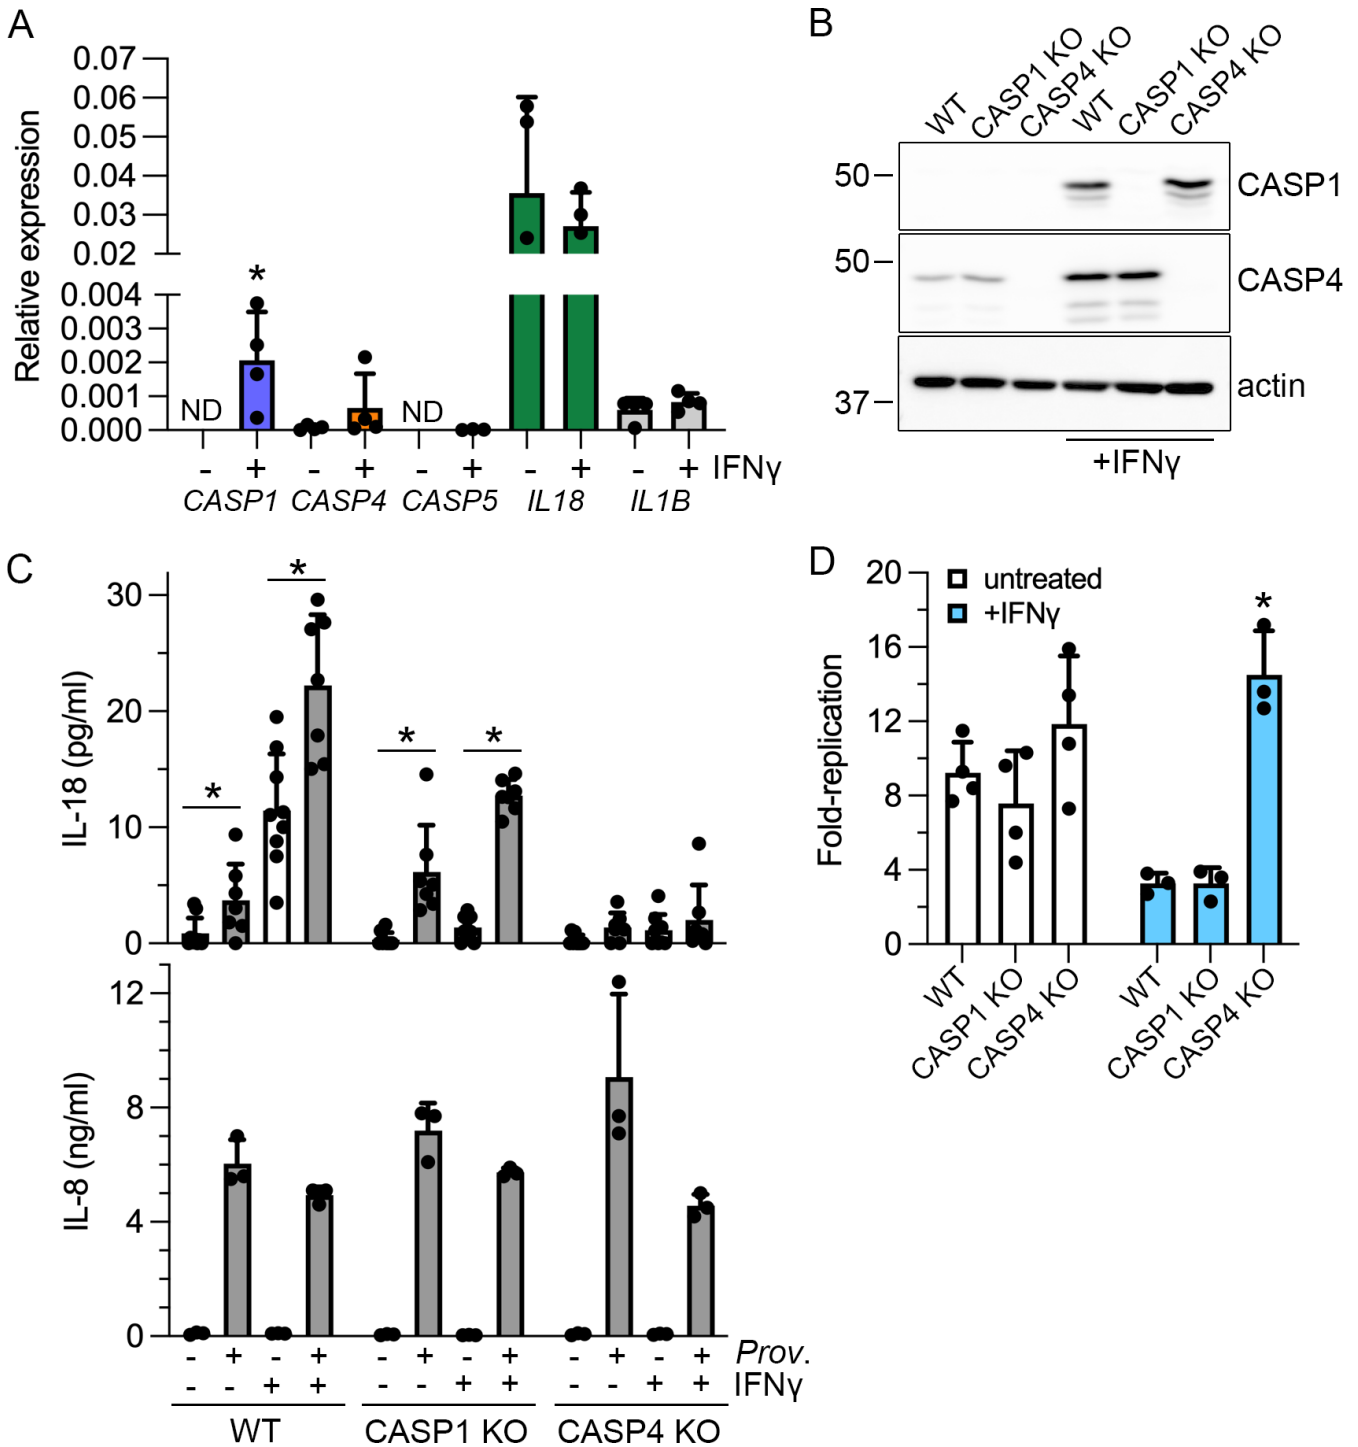 A
Relative expression
0.07
0.06
0.05
0.04
0.03
0.02
0.004
0.003
0.002
0.001
0.000
*
ND
ND
- + - + - + - + - + IFNγ
CASP1 CASP4 CASP5 IL18 IL1B
B
WT CASP1 KO CASP4 KO WT CASP1 KO CASP4 KO
50 CASP1
50 CASP4
37 actin
+IFNγ
C
IL-18 (pg/ml)
30
20
10
0
* * * *
IL-8 (ng/ml)
12
8
4
0
- + - + - + - + - + - + Prov.
- - + + - - + + - - + + IFNγ
WT CASP1 KO CASP4 KO
D
Fold-replication
20
16
12
8
4
0
untreated
+IFNγ
*
WT CASP1 KO CASP4 KO WT CASP1 KO CASP4 KO